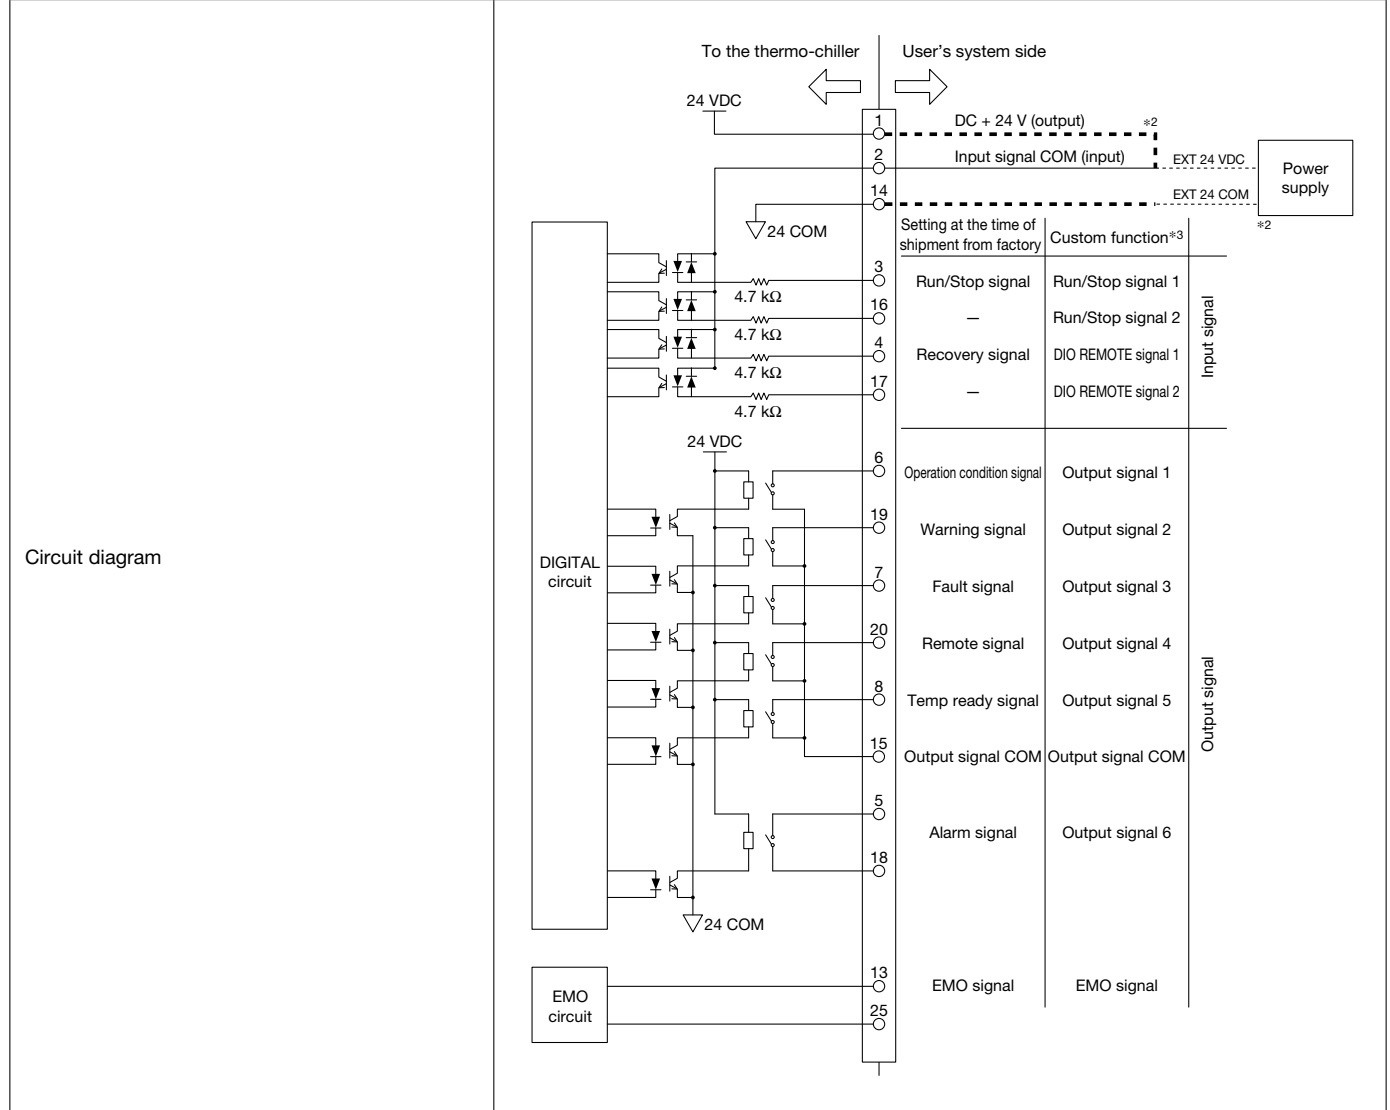 Circuit diagram
To the thermo-chiller
User's system side
24 VDC
1
DC + 24 V (output)
*2
2
Input signal COM (input)
EXT 24 VDC
Power
supply
14
EXT 24 COM
*2
24 COM
Setting at the time of
shipment from factory
Custom function*3
3
Run/Stop signal
Run/Stop signal 1
4.7 kΩ
16
—
Run/Stop signal 2
4.7 kΩ
4
Recovery signal
DIO REMOTE signal 1
4.7 kΩ
17
—
DIO REMOTE signal 2
4.7 kΩ
Input signal
24 VDC
6
Operation condition signal
Output signal 1
19
Warning signal
Output signal 2
DIGITAL
circuit
7
Fault signal
Output signal 3
20
Remote signal
Output signal 4
8
Temp ready signal
Output signal 5
15
Output signal COM
Output signal COM
Output signal
5
Alarm signal
Output signal 6
18
24 COM
EMO
circuit
13
EMO signal
EMO signal
25